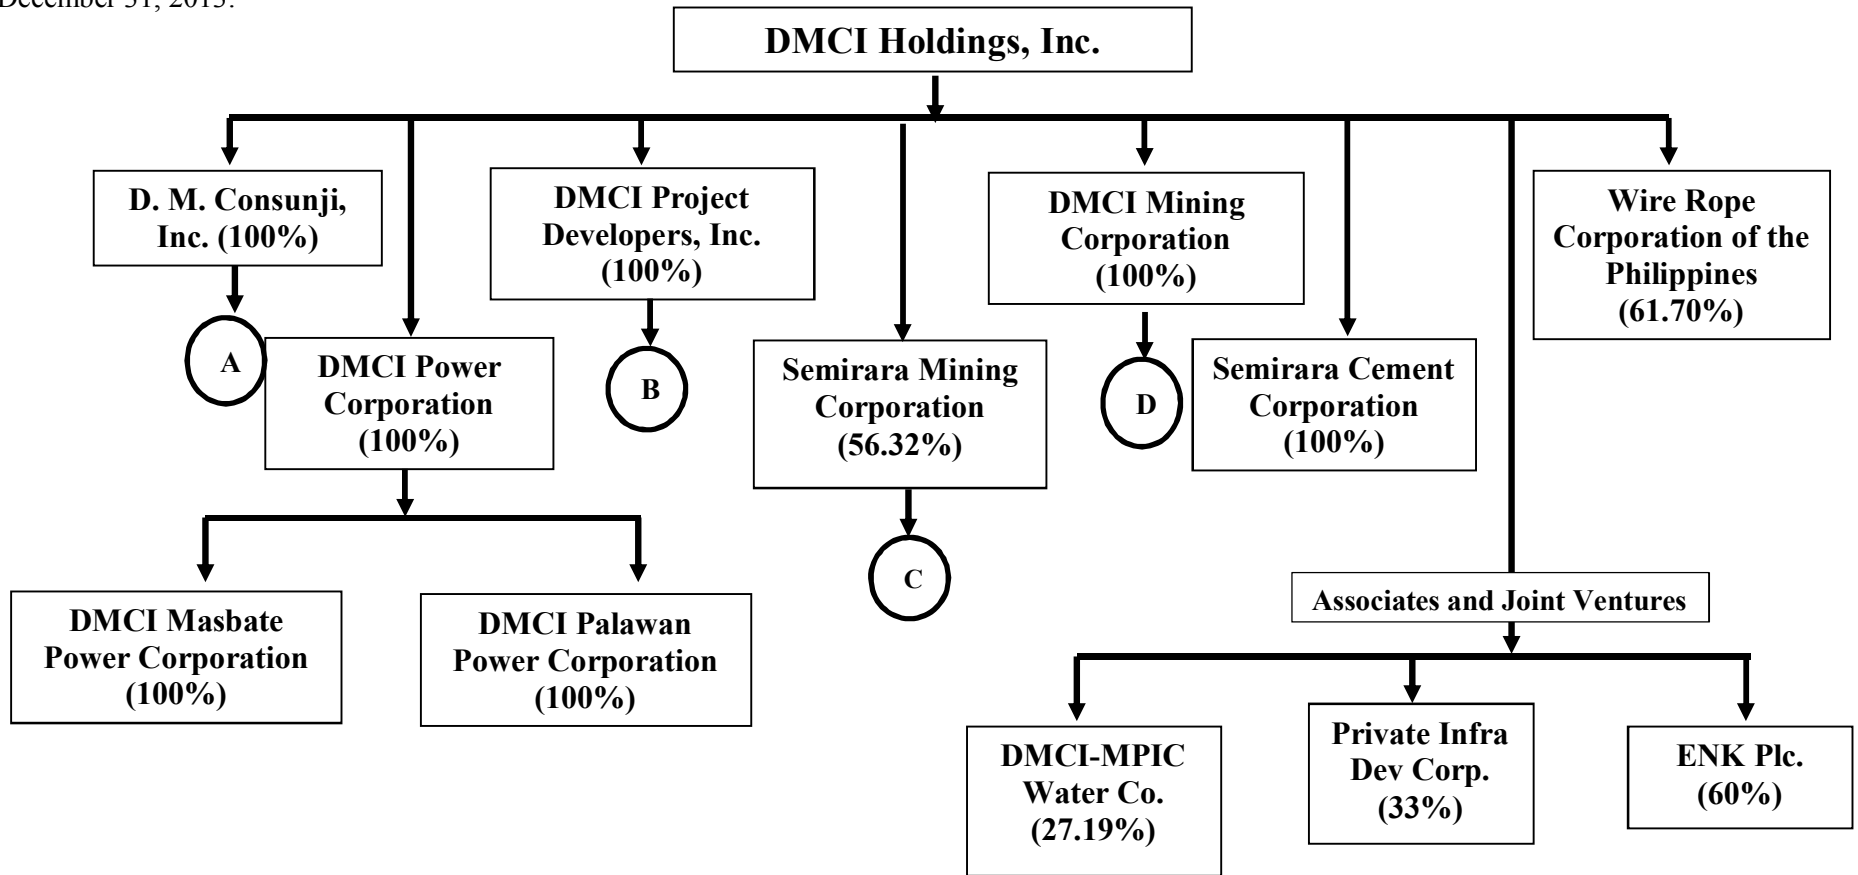 December 31, 2013:
DMCI Holdings, Inc.
D. M. Consunji,
Inc. (100%)
DMCI Project
Developers, Inc.
(100%)
DMCI Mining
Corporation
(100%)
Wire Rope
Corporation of the
Philippines
(61.70%)
A
DMCI Power
Corporation
(100%)
B
Semirara Mining
Corporation
(56.32%)
D
Semirara Cement
Corporation
(100%)
C
DMCI Masbate
Power Corporation
(100%)
DMCI Palawan
Power Corporation
(100%)
Associates and Joint Ventures
DMCI-MPIC
Water Co.
(27.19%)
Private Infra
Dev Corp.
(33%)
ENK Plc.
(60%)